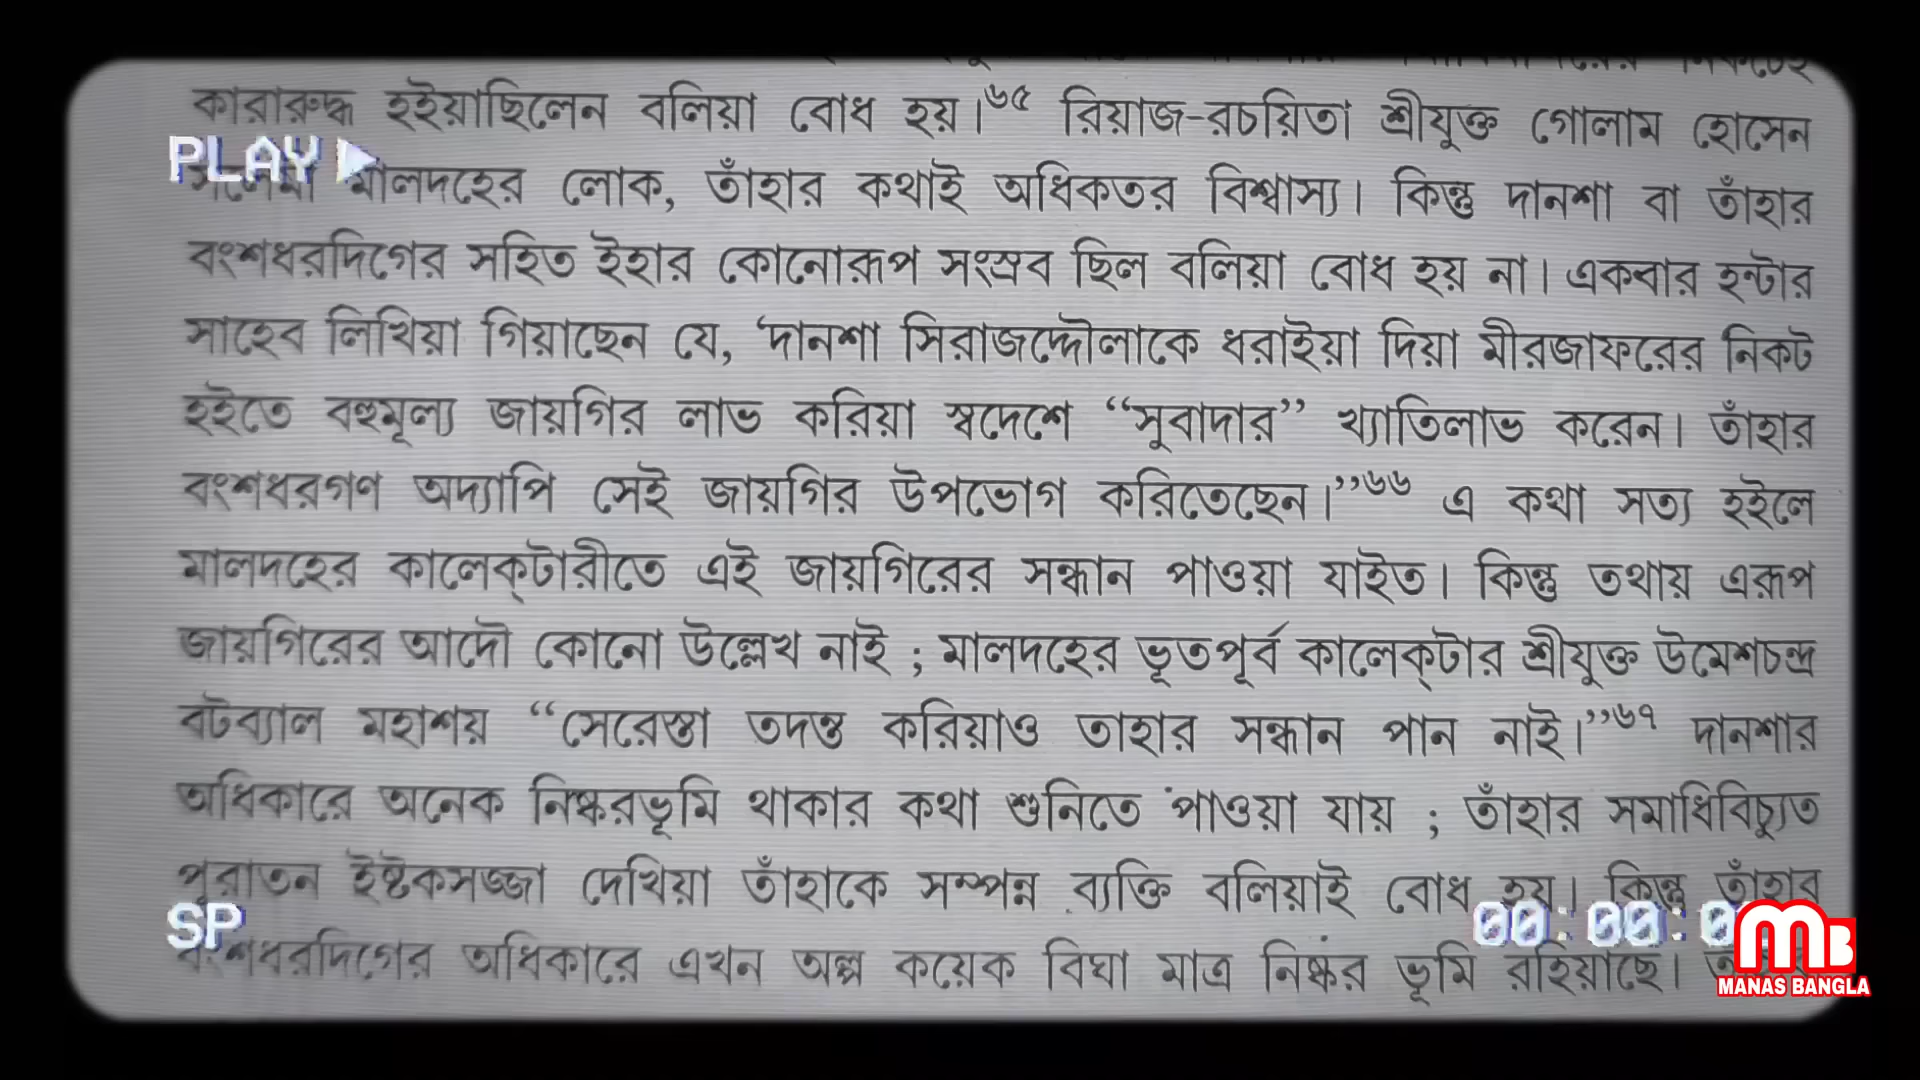 কারারুদ্ধ হইয়াছিলেন বলিয়া বোধ হয়।৬৫ রিয়াজ-রচয়িতা শ্রীযুক্ত গোলাম হোসেন
PLAY
মালদহের লোক, তাঁহার কথাই অধিকতর বিশ্বাস্য। কিন্তু দানশা বা তাঁহার
বংশধরদিগের সহিত ইহার কোনোরূপ সংস্রব ছিল বলিয়া বোধ হয় না। একবার হন্টার
সাহেব লিখিয়া গিয়াছেন যে, ‘দানশা সিরাজদ্দৌলাকে ধরাইয়া দিয়া মীরজাফরের নিকট
হইতে বহুমূল্য জায়গির লাভ করিয়া স্বদেশে “সুবাদার” খ্যাতিলাভ করেন। তাঁহার
বংশধরগণ অদ্যাপি সেই জায়গির উপভোগ করিতেছেন।”৬৬ এ কথা সত্য হইলে
মালদহের কালেক্‌টারীতে এই জায়গিরের সন্ধান পাওয়া যাইত। কিন্তু তথায় এরূপ
জায়গিরের আদৌ কোনো উল্লেখ নাই ; মালদহের ভূতপূর্ব কালেক্‌টার শ্রীযুক্ত উমেশচন্দ্র
বটব্যাল মহাশয় “সেরেস্তা তদন্ত করিয়াও তাহার সন্ধান পান নাই।”৬৭ দানশার
অধিকারে অনেক নিষ্করভূমি থাকার কথা শুনিতে পাওয়া যায় ; তাঁহার সমাধিবিচ্যুত
পুরাতন ইষ্টকসজ্জা দেখিয়া তাঁহাকে সম্পন্ন ব্যক্তি বলিয়াই বোধ হয়। কিন্তু তাঁহার
SP
00:00:0
বংশধরদিগের অধিকারে এখন অল্প কয়েক বিঘা মাত্র নিষ্কর ভূমি রহিয়াছে।
MB
MANAS BANGLA